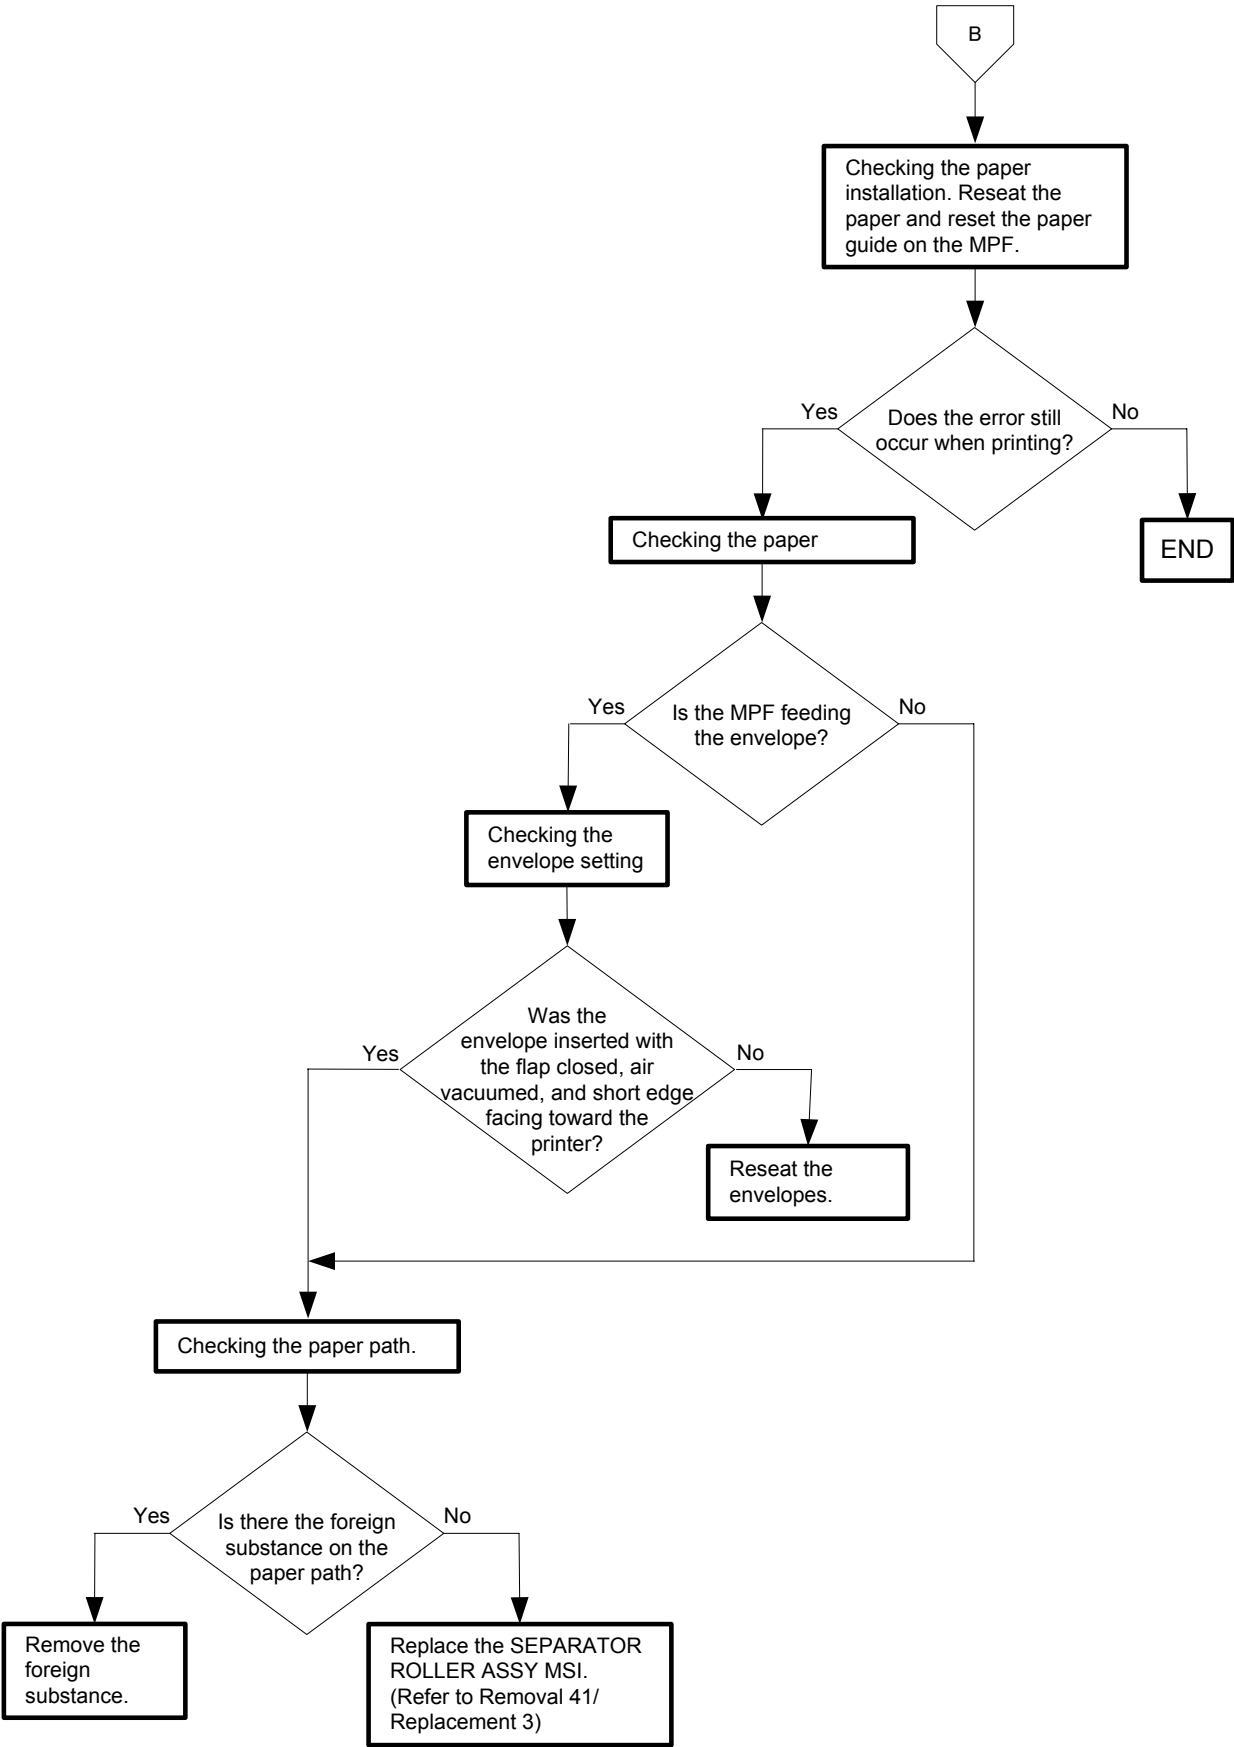 B
Checking the paper
installation. Reseat the
paper and reset the paper
guide on the MPF.
Does the error still
occur when printing?
Yes
No
Checking the paper
END
Is the MPF feeding
the envelope?
Yes
No
Checking the
envelope setting
Was the
envelope inserted with
the flap closed, air
vacuumed, and short edge
facing toward the
printer?
Yes
No
Reseat the
envelopes.
Checking the paper path.
Is there the foreign
substance on the
paper path?
Yes
No
Remove the
foreign
substance.
Replace the SEPARATOR
ROLLER ASSY MSI.
(Refer to Removal 41/
Replacement 3)